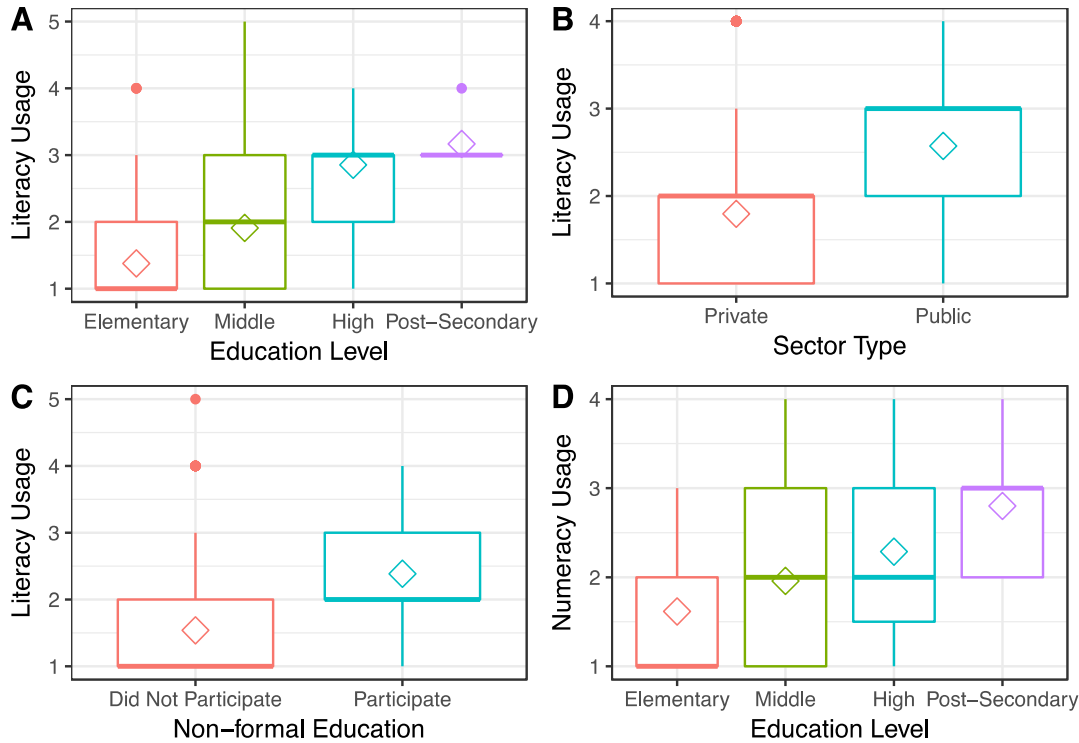 A
Literacy Usage
5
4
3
2
1
Elementary Middle High Post−Secondary
Education Level
B
Literacy Usage
4
3
2
1
Private Public
Sector Type
C
Literacy Usage
5
4
3
2
1
Did Not Participate Participate
Non−formal Education
D
Numeracy Usage
4
3
2
1
Elementary Middle High Post−Secondary
Education Level